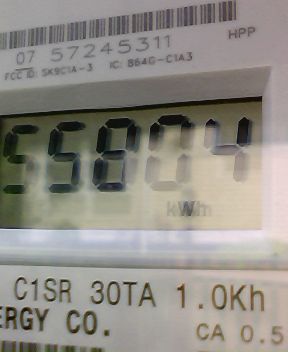 07 57245311
HPP
FCC ID: SK9C1A-3 IC: 864G-C1A3
55804
kWh
C1SR 30TA 1.0Kh
ERGY CO.
CA 0.5